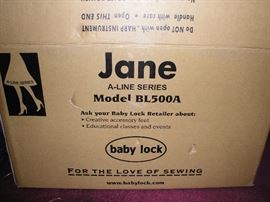 Do NOT open with SHARP INSTRUMENT
Handle with care • Open THIS END
Jane
A-LINE SERIES
Model BL500A
Ask your Baby Lock Retailer about:
• Creative accessory feet
• Educational classes and events
baby lock
FOR THE LOVE OF SEWING
www.babylock.com